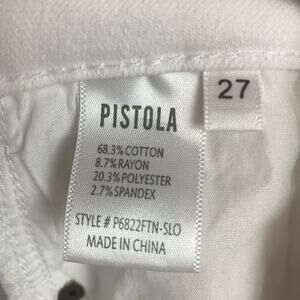 PISTOLA
27
68.3%COTTON
8.7%RAYON
20.3%POLYESTER
2.7%SPANDEX
STYLE # P6822FTN-SLO
MADE IN CHINA